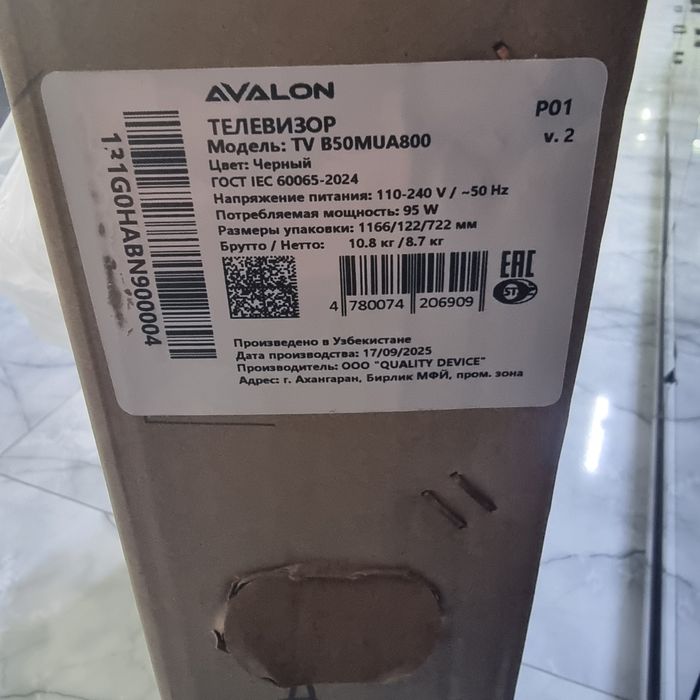 AVALON
P01
v. 2
ТЕЛЕВИЗОР
Модель: TV B50MUA800
Цвет: Черный
ГОСТ IEC 60065-2024
Напряжение питания: 110-240 V / ~50 Hz
Потребляемая мощность: 95 W
Размеры упаковки: 1166/122/722 мм
Брутто / Нетто: 10.8 кг /8.7 кг
4 780074 206909
EAC
ST
Произведено в Узбекистане
Дата производства: 17/09/2025
Производитель: ООО "QUALITY DEVICE"
Адрес: г. Ахангаран, Бирлик МФЙ, пром. зона
131G0HABN900004